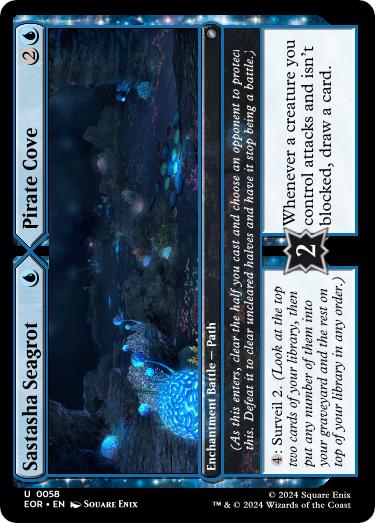 Sastasha Seagrot
Pirate Cove
2
Enchantment Battle — Path
(As this enters, clear the half you cast and choose an opponent to protect
this. Defeat it to clear uncleared halves and have it stop being a battle.)
4: Surveil 2. (Look at the top
two cards of your library, then
put any number of them into
your graveyard and the rest on
top of your library in any order.)
2
Whenever a creature you
control attacks and isn't
blocked, draw a card.
U 0058
EOR • EN SQUARE ENIX
© 2024 Square Enix
™ & © 2024 Wizards of the Coast